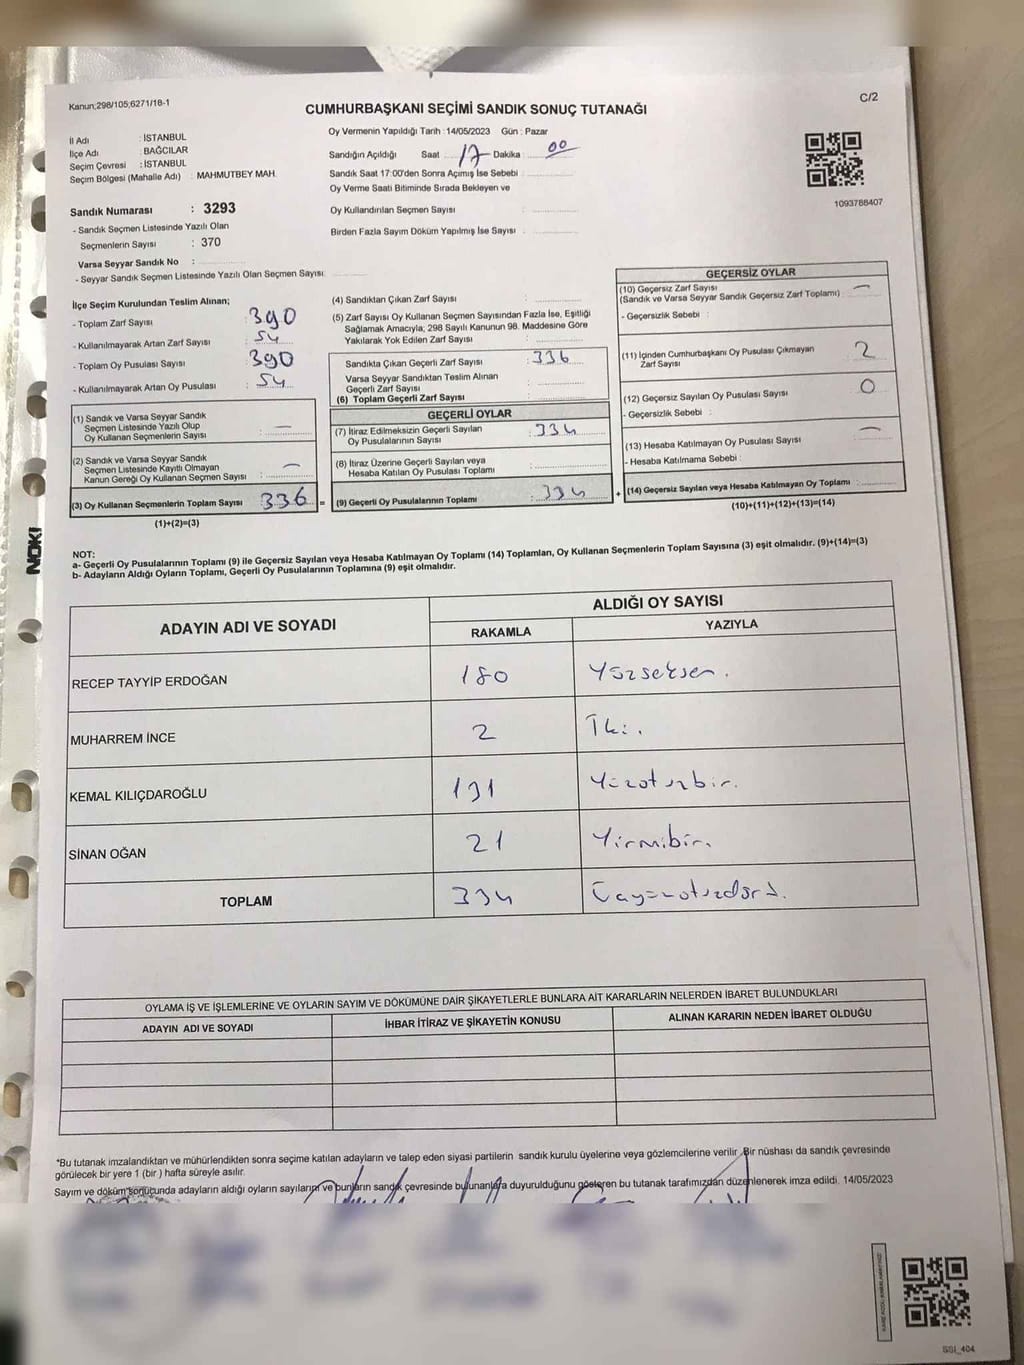 Kanun;298/105;6271/18-1
CUMHURBAŞKANI SEÇİMİ SANDIK SONUÇ TUTANAĞI
C/2
İl Adı : İSTANBUL
İlçe Adı : BAĞCILAR
Seçim Çevresi : İSTANBUL
Seçim Bölgesi (Mahalle Adı) : MAHMUTBEY MAH.
Sandık Numarası : 3293
- Sandık Seçmen Listesinde Yazılı Olan
Seçmenlerin Sayısı : 370
Varsa Seyyar Sandık No :
- Seyyar Sandık Seçmen Listesinde Yazılı Olan Seçmen Sayısı:
Oy Vermenin Yapıldığı Tarih : 14/05/2023 Gün : Pazar
Sandığın Açıldığı Saat 17 Dakika : 00
Sandık Saat 17:00'den Sonra Açılmış İse Sebebi :
Oy Verme Saati Bitiminde Sırada Bekleyen ve
Oy Kullandırılan Seçmen Sayısı :
Birden Fazla Sayım Döküm Yapılmış İse Sayısı :
1093788407
İlçe Seçim Kurulundan Teslim Alınan;
- Toplam Zarf Sayısı : 390
- Kullanılmayarak Artan Zarf Sayısı : 54
- Toplam Oy Pusulası Sayısı : 390
- Kullanılmayarak Artan Oy Pusulası : 54
(1) Sandık ve Varsa Seyyar Sandık
Seçmen Listesinde Yazılı Olup
Oy Kullanan Seçmenlerin Sayısı : —
(2) Sandık ve Varsa Seyyar Sandık
Seçmen Listesinde Kayıtlı Olmayan
Kanun Gereği Oy Kullanan Seçmen Sayısı : —
(3) Oy Kullanan Seçmenlerin Toplam Sayısı : 336 =
(1)+(2)=(3)
(4) Sandıktan Çıkan Zarf Sayısı :
(5) Zarf Sayısı Oy Kullanan Seçmen Sayısından Fazla İse, Eşitliği
Sağlamak Amacıyla; 298 Sayılı Kanunun 98. Maddesine Göre
Yakılarak Yok Edilen Zarf Sayısı :
Sandıkta Çıkan Geçerli Zarf Sayısı : 336
Varsa Seyyar Sandıktan Teslim Alınan
Geçerli Zarf Sayısı :
(6) Toplam Geçerli Zarf Sayısı :
GEÇERLİ OYLAR
(7) İtiraz Edilmeksizin Geçerli Sayılan
Oy Pusulalarının Sayısı : 334
(8) İtiraz Üzerine Geçerli Sayılan veya
Hesaba Katılan Oy Pusulası Toplamı :
(9) Geçerli Oy Pusulalarının Toplamı : 334 +
GEÇERSİZ OYLAR
(10) Geçersiz Zarf Sayısı
(Sandık ve Varsa Seyyar Sandık Geçersiz Zarf Toplamı) : —
- Geçersizlik Sebebi :
(11) İçinden Cumhurbaşkanı Oy Pusulası Çıkmayan
Zarf Sayısı : 2
(12) Geçersiz Sayılan Oy Pusulası Sayısı : 0
- Geçersizlik Sebebi :
(13) Hesaba Katılmayan Oy Pusulası Sayısı : —
- Hesaba Katılmama Sebebi :
(14) Geçersiz Sayılan veya Hesaba Katılmayan Oy Toplamı :
(10)+(11)+(12)+(13)=(14)
NOT:
a- Geçerli Oy Pusulalarının Toplamı (9) ile Geçersiz Sayılan veya Hesaba Katılmayan Oy Toplamı (14) Toplamları, Oy Kullanan Seçmenlerin Toplam Sayısına (3) eşit olmalıdır. (9)+(14)=(3)
b- Adayların Aldığı Oyların Toplamı, Geçerli Oy Pusulalarının Toplamına (9) eşit olmalıdır.
NOKI
ADAYIN ADI VE SOYADI
ALDIĞI OY SAYISI
RAKAMLA YAZIYLA
RECEP TAYYİP ERDOĞAN 180 Yüzseksen.
MUHARREM İNCE 2 İki.
KEMAL KILIÇDAROĞLU 131 Yüzotuzbir.
SİNAN OĞAN 21 Yirmibir.
TOPLAM 334 Üçyüzotuzdört.
OYLAMA İŞ VE İŞLEMLERİNE VE OYLARIN SAYIM VE DÖKÜMÜNE DAİR ŞİKAYETLERLE BUNLARA AİT KARARLARIN NELERDEN İBARET BULUNDUKLARI
ADAYIN ADI VE SOYADI İHBAR İTİRAZ VE ŞİKAYETİN KONUSU ALINAN KARARIN NEDEN İBARET OLDUĞU
*Bu tutanak imzalandıktan ve mühürlendikten sonra seçime katılan adayların ve talep eden siyasi partilerin sandık kurulu üyelerine veya gözlemcilerine verilir. Bir nüshası da sandık çevresinde
görülecek bir yere 1 (bir ) hafta süreyle asılır.
Sayım ve döküm sonucunda adayların aldığı oyların sayılarını ve bunların sandık çevresinde bulunanlara duyurulduğunu gösteren bu tutanak tarafımızdan düzenlenerek imza edildi. 14/05/2023
SSI_404